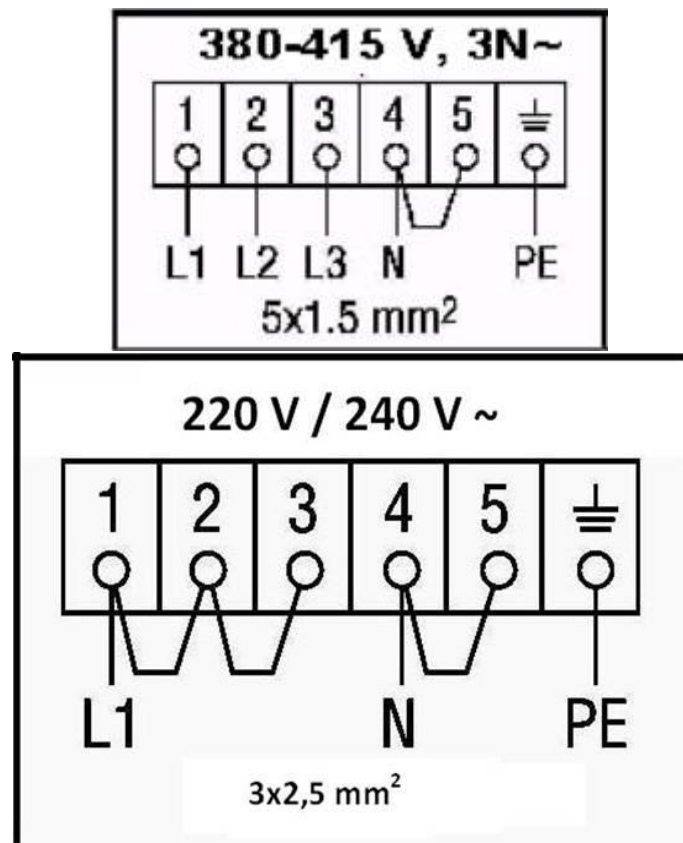 380-415 V, 3N~
1 2 3 4 5
L1 L2 L3 N PE
5x1.5 mm²
220 V / 240 V ~
1 2 3 4 5
L1 N PE
3x2,5 mm²